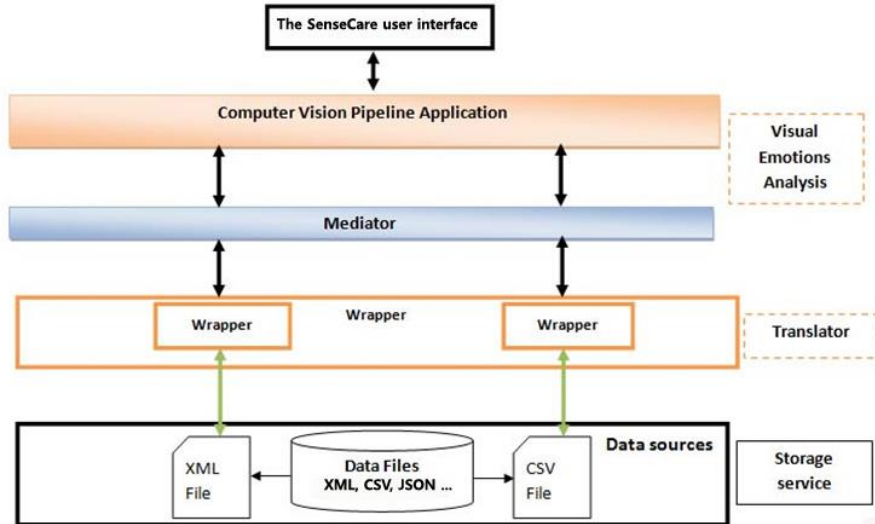 The SenseCare user interface
Computer Vision Pipeline Application
Visual
Emotions
Analysis
Mediator
Wrapper
Wrapper
Wrapper
Translator
Data sources
XML
File
Data Files
XML, CSV, JSON ...
CSV
File
Storage
service